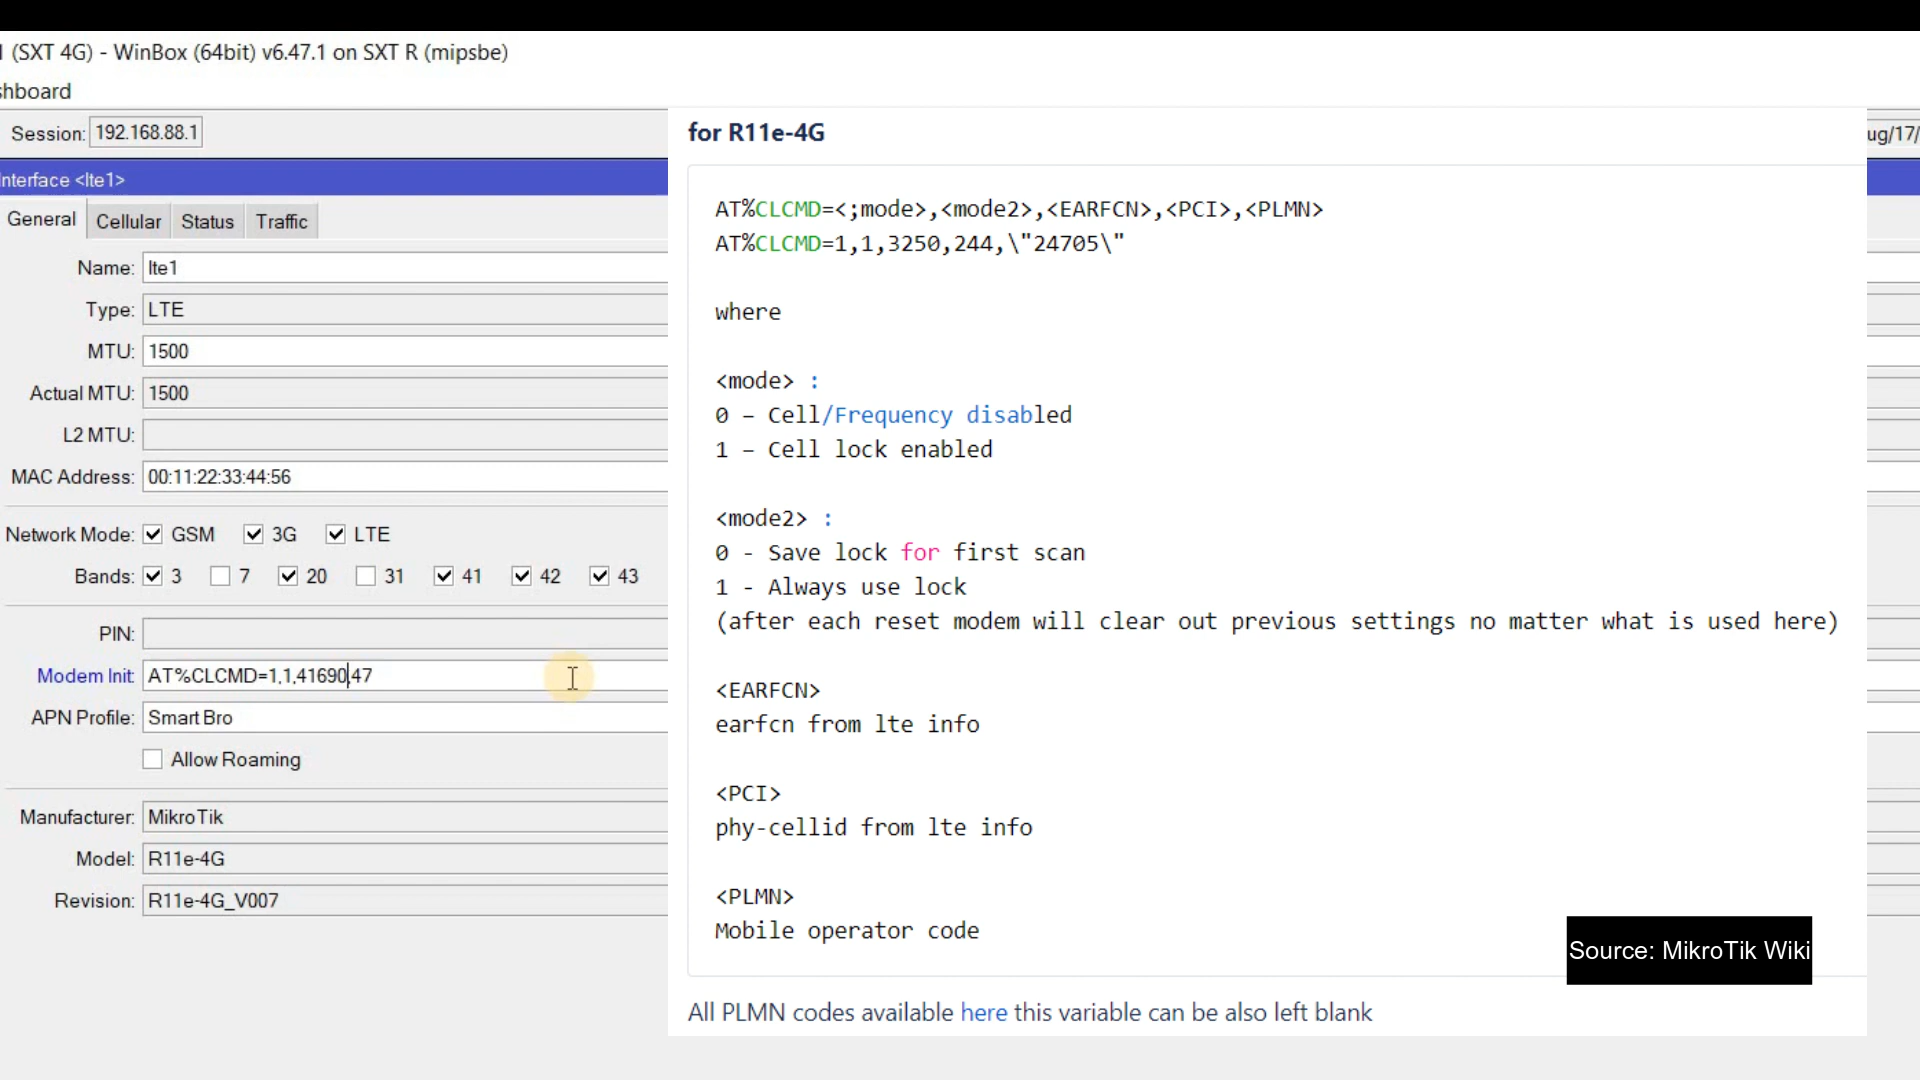 1 (SXT 4G) - WinBox (64bit) v6.47.1 on SXT R (mipsbe)
shboard
Session: 192.168.88.1
ug/17/
nterface <lte1>
General Cellular Status Traffic
Name: lte1
Type: LTE
MTU: 1500
Actual MTU: 1500
L2 MTU:
MAC Address: 00:11:22:33:44:56
Network Mode: GSM 3G LTE
Bands: 3 7 20 31 41 42 43
PIN:
Modem Init: AT%CLCMD=1,1,41690,47
APN Profile: Smart Bro
Allow Roaming
Manufacturer: MikroTik
Model: R11e-4G
Revision: R11e-4G_V007
for R11e-4G
AT%CLCMD=<;mode>,<mode2>,<EARFCN>,<PCI>,<PLMN>
AT%CLCMD=1,1,3250,244,\"24705\"
where
<mode> :
0 – Cell/Frequency disabled
1 – Cell lock enabled
<mode2> :
0 - Save lock for first scan
1 - Always use lock
(after each reset modem will clear out previous settings no matter what is used here)
<EARFCN>
earfcn from lte info
<PCI>
phy-cellid from lte info
<PLMN>
Mobile operator code
Source: MikroTik Wiki
All PLMN codes available here this variable can be also left blank